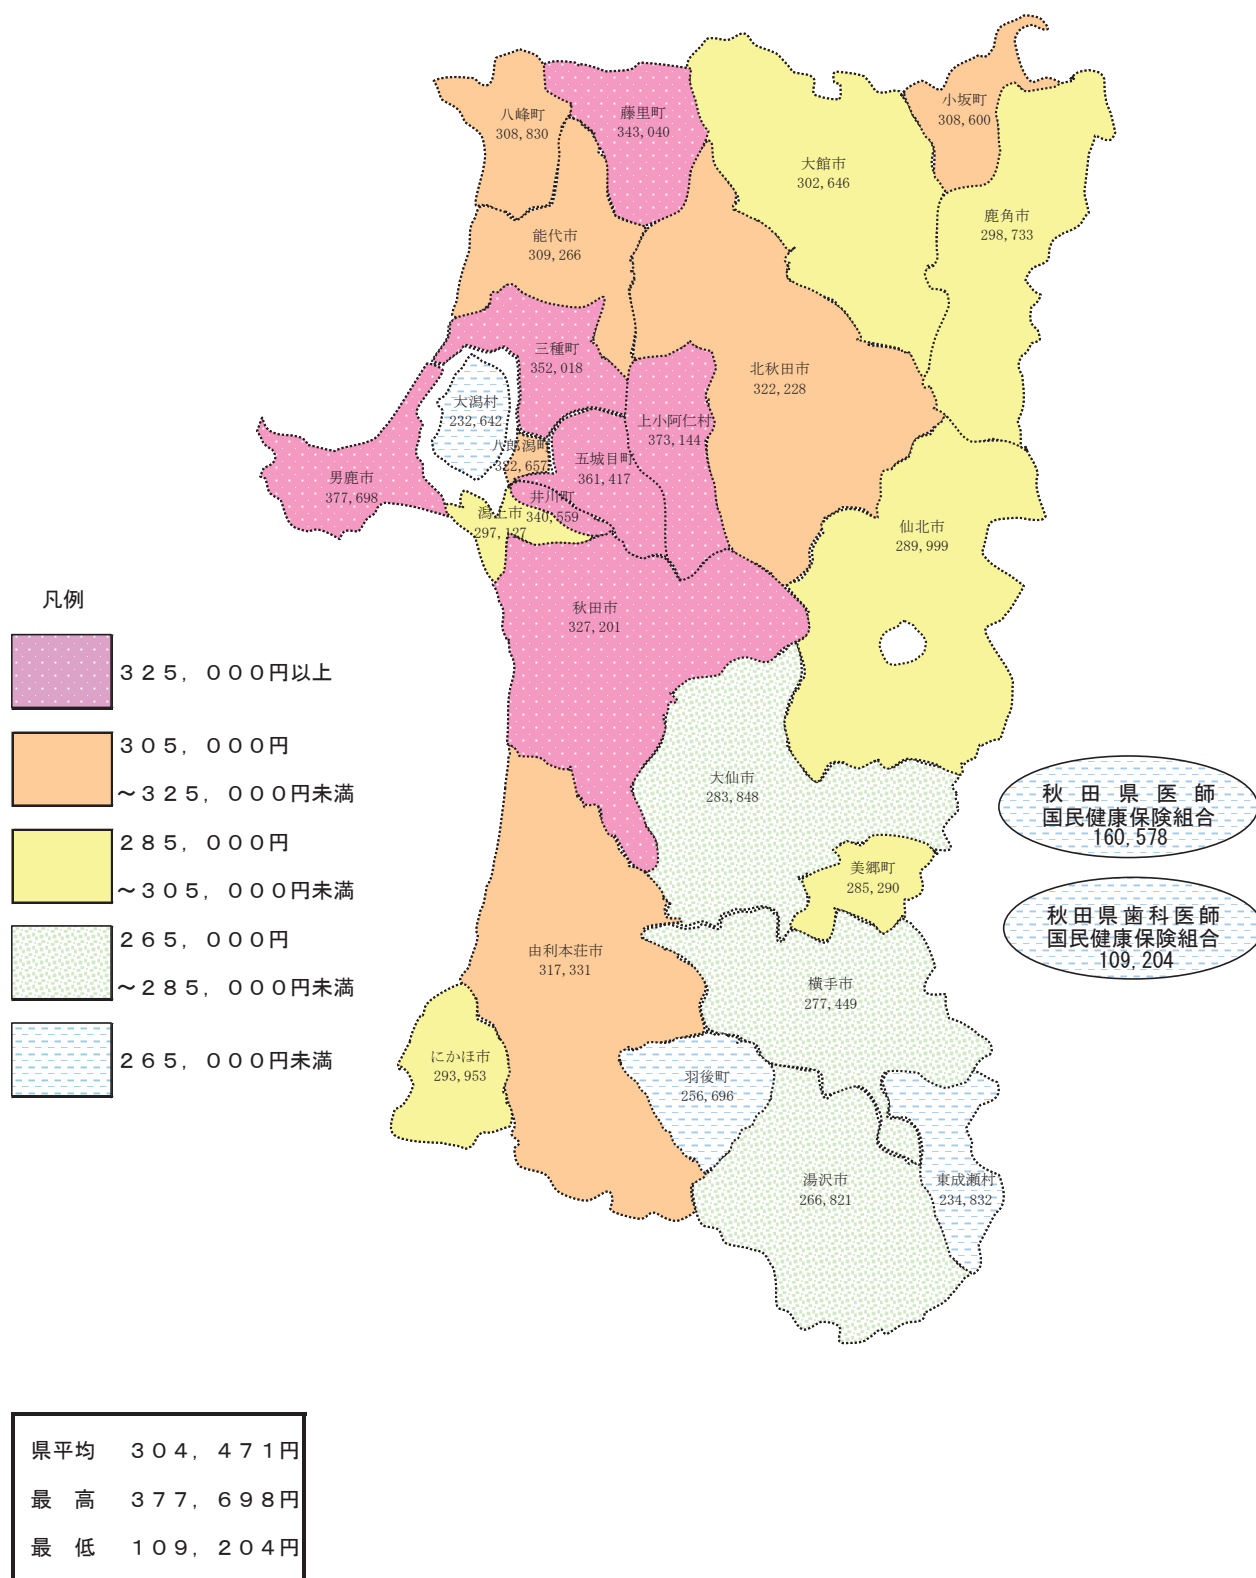 八峰町
308,830
藤里町
343,040
小坂町
308,600
大館市
302,646
鹿角市
298,733
能代市
309,266
三種町
352,018
北秋田市
322,228
大潟村
232,642
上小阿仁村
373,144
八郎潟町
322,657
五城目町
361,417
男鹿市
377,698
井川町
340,559
潟上市
297,127
仙北市
289,999
秋田市
327,201
凡例
３２５，０００円以上
３０５，０００円
～３２５，０００円未満
２８５，０００円
～３０５，０００円未満
２６５，０００円
～２８５，０００円未満
２６５，０００円未満
大仙市
283,848
秋田県医師
国民健康保険組合
160,578
美郷町
285,290
秋田県歯科医師
国民健康保険組合
109,204
由利本荘市
317,331
横手市
277,449
にかほ市
293,953
羽後町
256,696
湯沢市
266,821
東成瀬村
234,832
県平均　３０４，４７１円
最　高　３７７，６９８円
最　低　１０９，２０４円